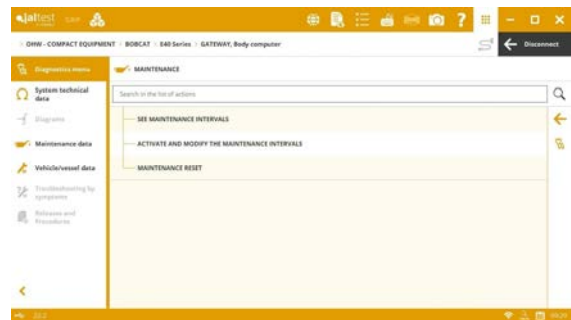 jaltest
OHW - COMPACT EQUIPMENT
BOBCAT
E40 Series
GATEWAY, Body computer
Disconnect
Diagnostics menu
MAINTENANCE
System technical
data
Search in the list of actions
SEE MAINTENANCE INTERVALS
Diagrams
ACTIVATE AND MODIFY THE MAINTENANCE INTERVALS
Maintenance data
MAINTENANCE RESET
Vehicle/vessel data
Troubleshooting by
symptoms
Releases and
Procedures
22.2